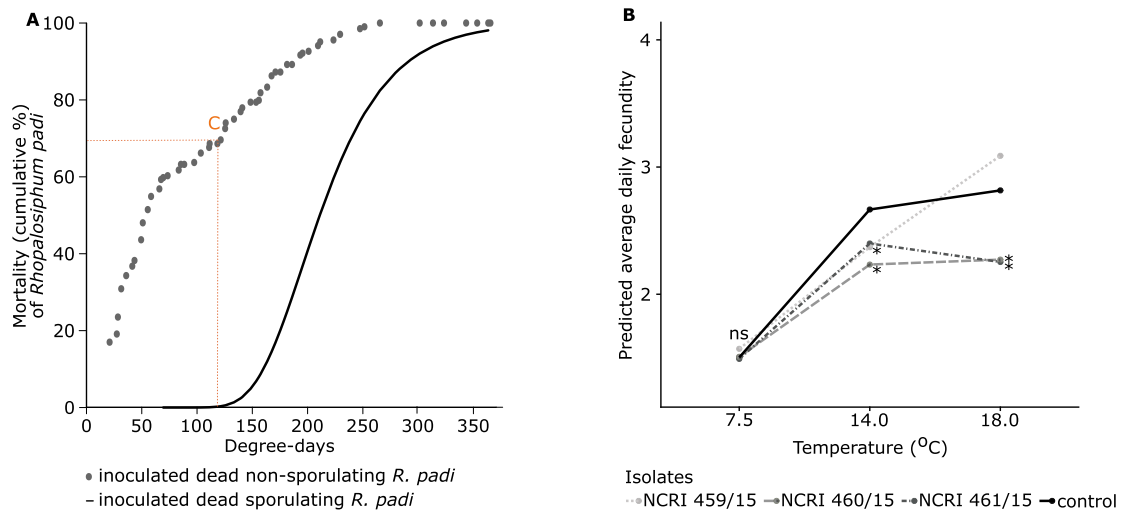 A
100
80
60
40
20
0
C
Mortality (cumulative %)
of Rhopalosiphum padi
0 50 100 150 200 250 300 350
Degree-days
inoculated dead non-sporulating R. padi
inoculated dead sporulating R. padi
B
4
3
2
Predicted average daily fecundity
ns
*
*
*
*
7.5 14.0 18.0
Temperature (°C)
Isolates
NCRI 459/15 NCRI 460/15 NCRI 461/15 control